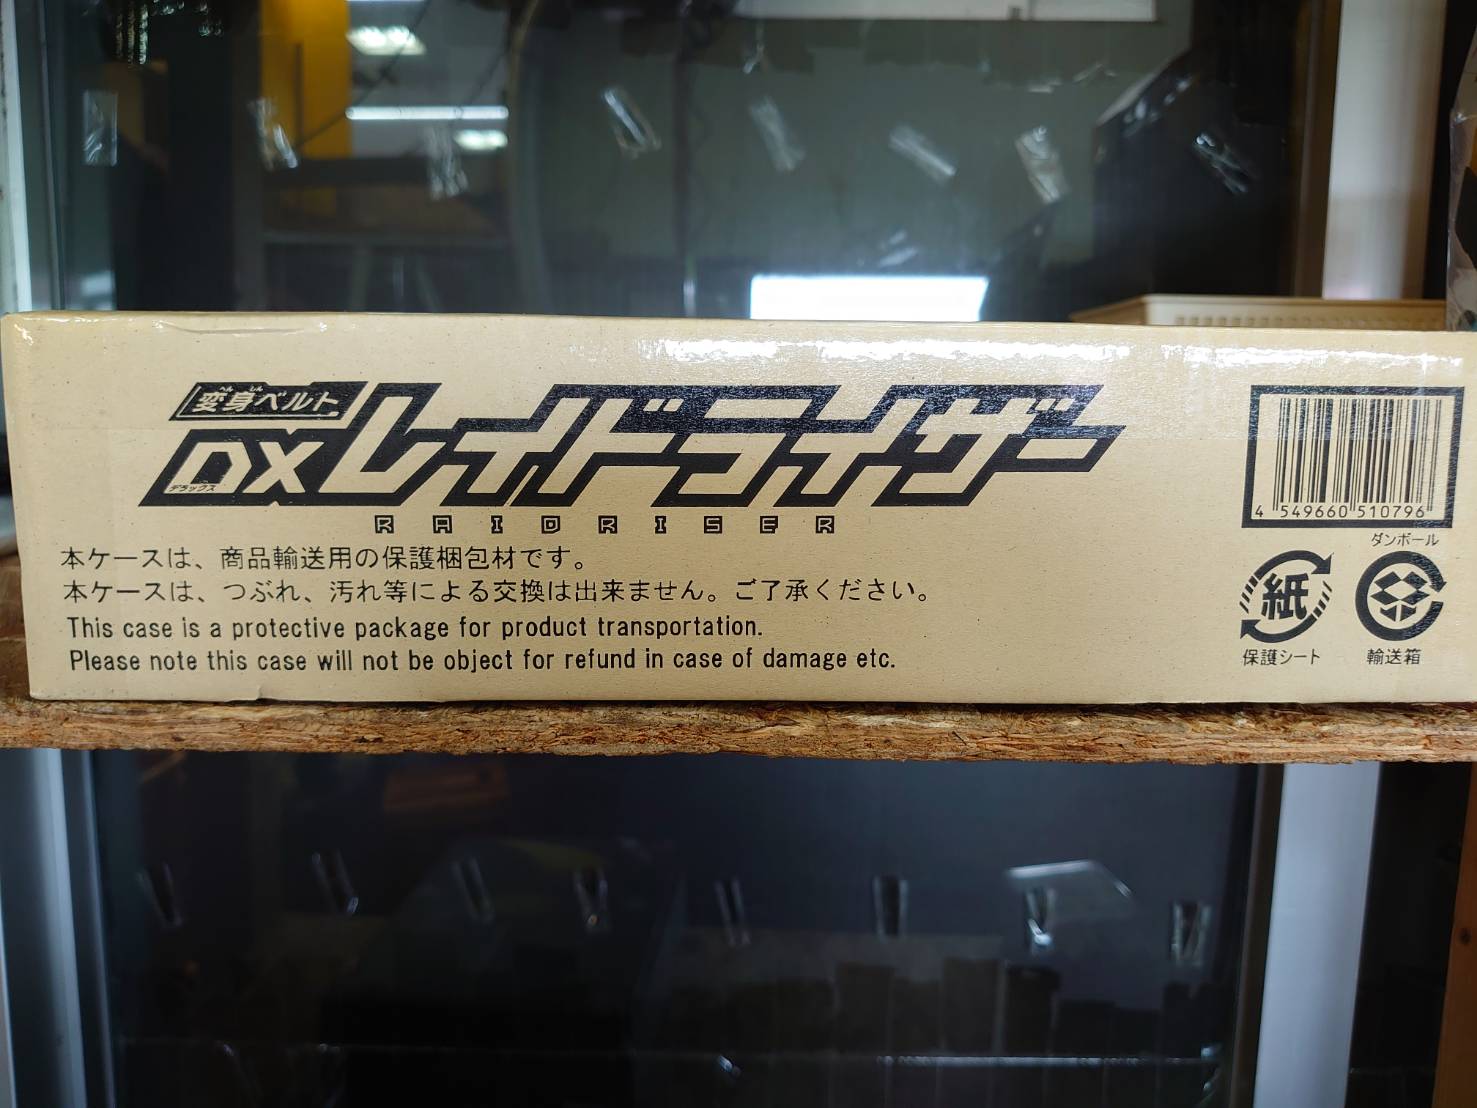 変身ベルト
DXレイドライザー
デラックス
RAIDRISER
本ケースは、商品輸送用の保護梱包材です。
本ケースは、つぶれ、汚れ等による交換は出来ません。ご了承ください。
This case is a protective package for product transportation.
Please note this case will not be object for refund in case of damage etc.
4 549660 510796
ダンボール
紙
保護シート
輸送箱